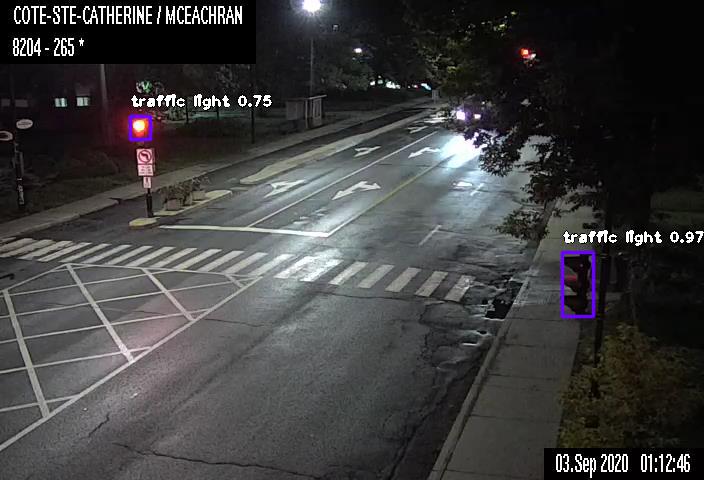 COTE-STE-CATHERINE / MCEACHRAN
8204 - 265 *
traffic light 0.75
traffic light 0.97
03.Sep 2020 01:12:46